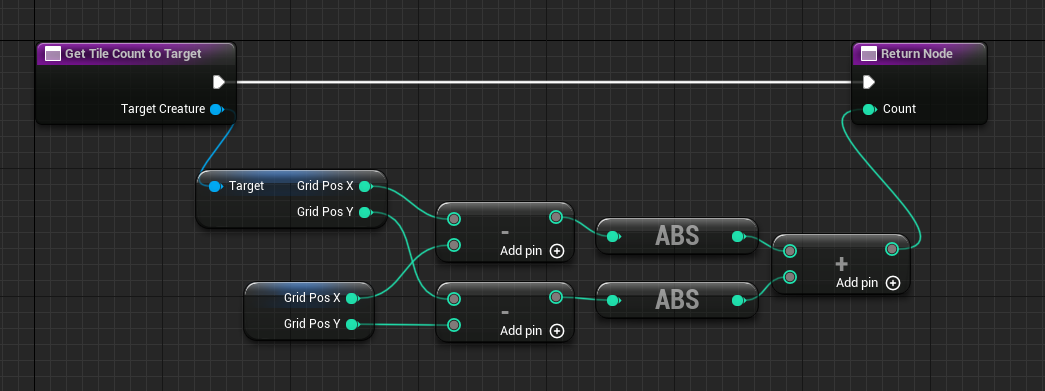 Get Tile Count to Target
Return Node
Target Creature
Count
Target
Grid Pos X
Grid Pos Y
-
Add pin +
ABS
+
Add pin +
Grid Pos X
Grid Pos Y
-
Add pin +
ABS